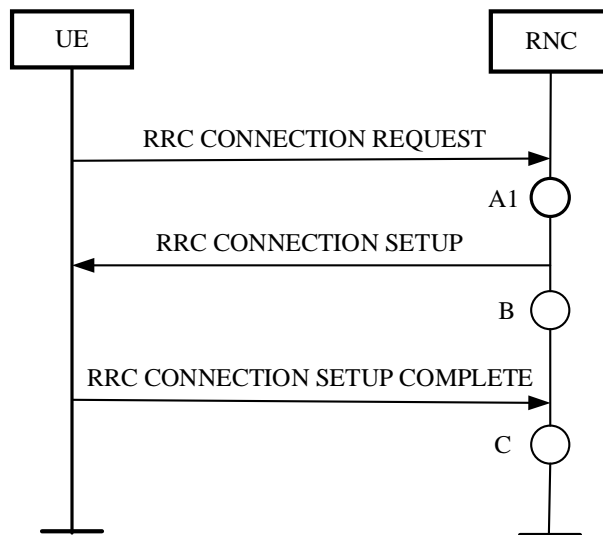 UE
RNC
RRC CONNECTION REQUEST
A1
RRC CONNECTION SETUP
B
RRC CONNECTION SETUP COMPLETE
C